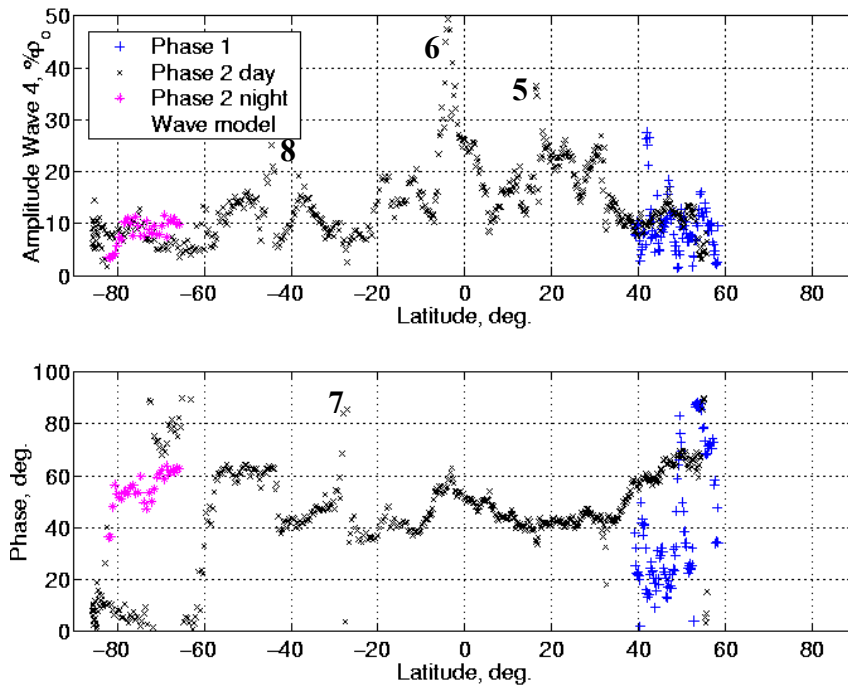 Amplitude Wave 4, %ρ₀
50
40
30
20
10
0
Phase 1
Phase 2 day
Phase 2 night
Wave model
6
5
8
−80 −60 −40 −20 0 20 40 60 80
Latitude, deg.
Phase, deg.
100
80
60
40
20
0
7
−80 −60 −40 −20 0 20 40 60 80
Latitude, deg.